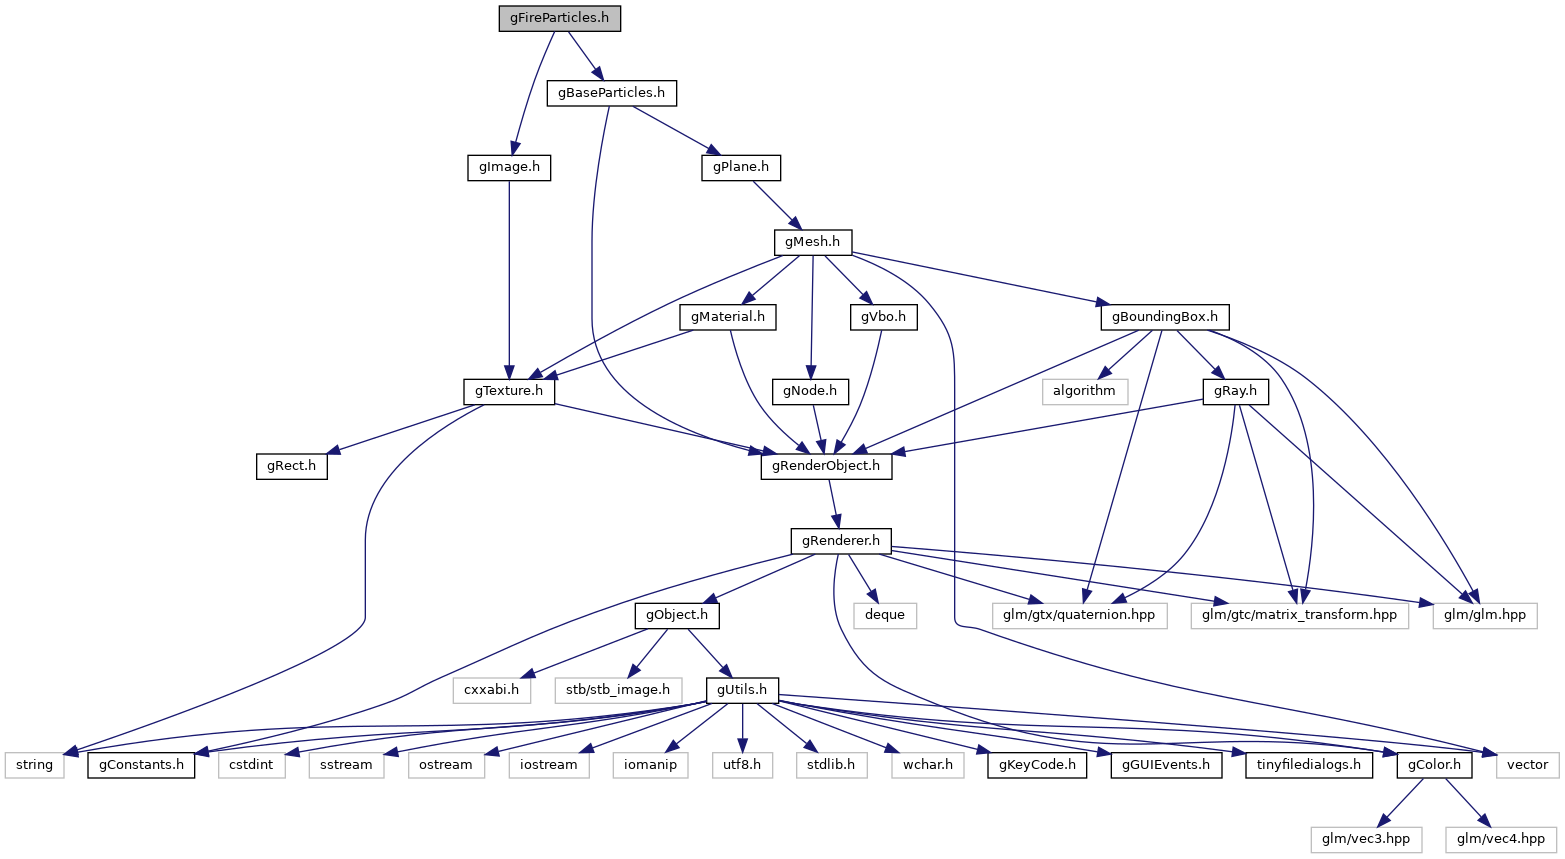 gFireParticles.h
gBaseParticles.h
gImage.h
gPlane.h
gMesh.h
gMaterial.h
gVbo.h
gBoundingBox.h
gTexture.h
gNode.h
algorithm
gRay.h
gRect.h
gRenderObject.h
gRenderer.h
gObject.h
deque
glm/gtx/quaternion.hpp
glm/gtc/matrix_transform.hpp
glm/glm.hpp
cxxabi.h
stb/stb_image.h
gUtils.h
string
gConstants.h
cstdint
sstream
ostream
iostream
iomanip
utf8.h
stdlib.h
wchar.h
gKeyCode.h
gGUIEvents.h
tinyfiledialogs.h
gColor.h
vector
glm/vec3.hpp
glm/vec4.hpp